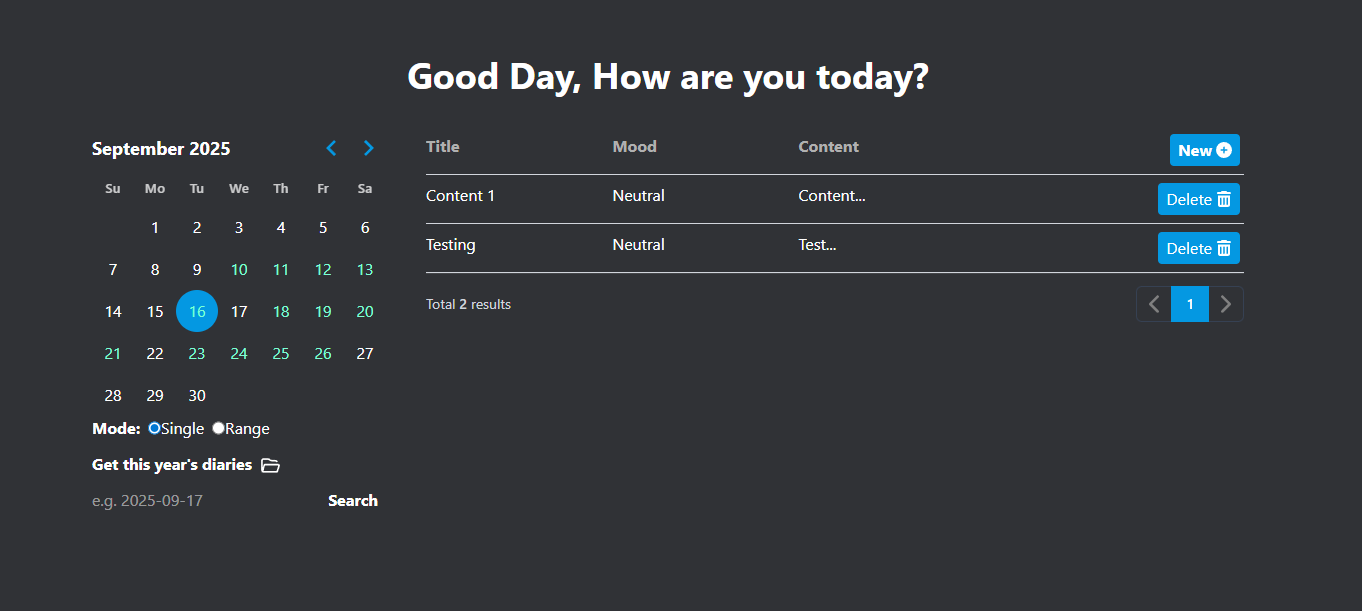 Good Day, How are you today?
September 2025
Su Mo Tu We Th Fr Sa
1 2 3 4 5 6
7 8 9 10 11 12 13
14 15 16 17 18 19 20
21 22 23 24 25 26 27
28 29 30
Mode: Single Range
Get this year's diaries
e.g. 2025-09-17 Search
Title Mood Content New
Content 1 Neutral Content... Delete
Testing Neutral Test... Delete
Total 2 results 1